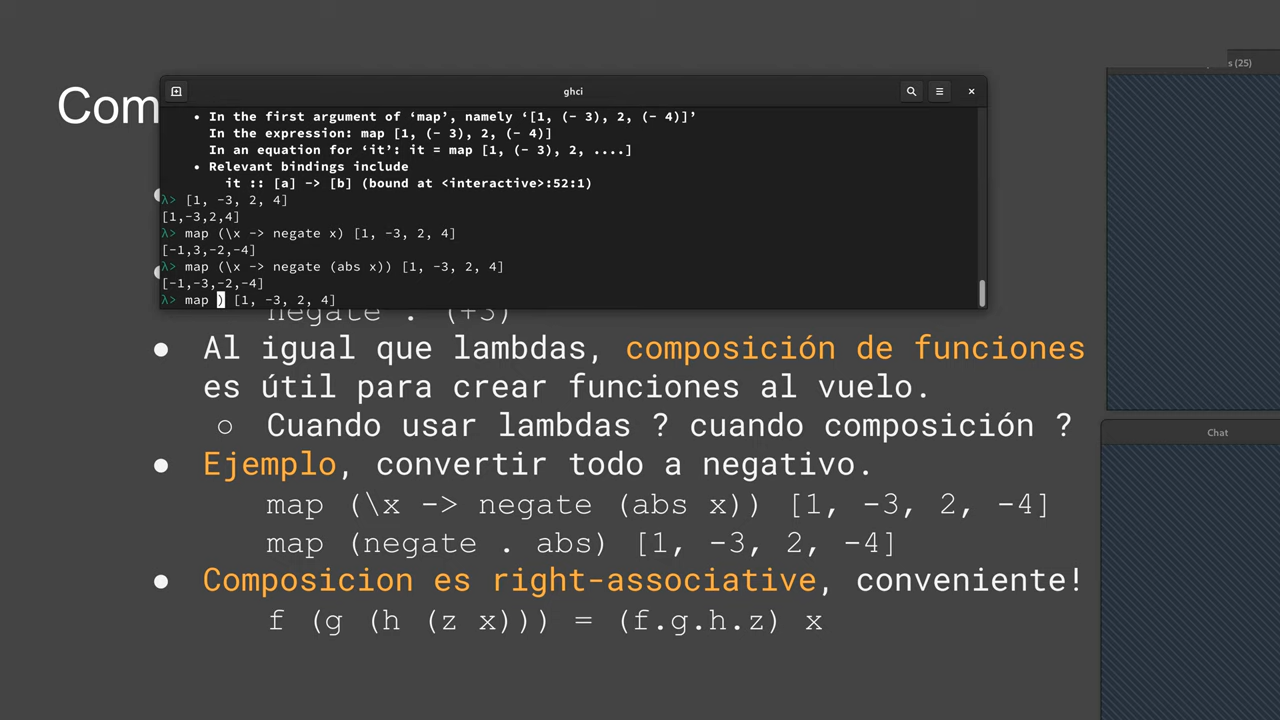 s (25)
Com
ghci
• In the first argument of ‘map’, namely ‘[1, (- 3), 2, (- 4)]’
In the expression: map [1, (- 3), 2, (- 4)]
In an equation for ‘it’: it = map [1, (- 3), 2, ....]
• Relevant bindings include
it :: [a] -> [b] (bound at <interactive>:52:1)
λ> [1, -3, 2, 4]
[1,-3,2,4]
λ> map (\x -> negate x) [1, -3, 2, 4]
[-1,3,-2,-4]
λ> map (\x -> negate (abs x)) [1, -3, 2, 4]
[-1,-3,-2,-4]
λ> map ) [1, -3, 2, 4]
negate . (+3)
● Al igual que lambdas, composición de funciones
es útil para crear funciones al vuelo.
○ Cuando usar lambdas ? cuando composición ?
● Ejemplo, convertir todo a negativo.
map (\x -> negate (abs x)) [1, -3, 2, -4]
map (negate . abs) [1, -3, 2, -4]
● Composicion es right-associative, conveniente!
f (g (h (z x))) = (f.g.h.z) x
Chat